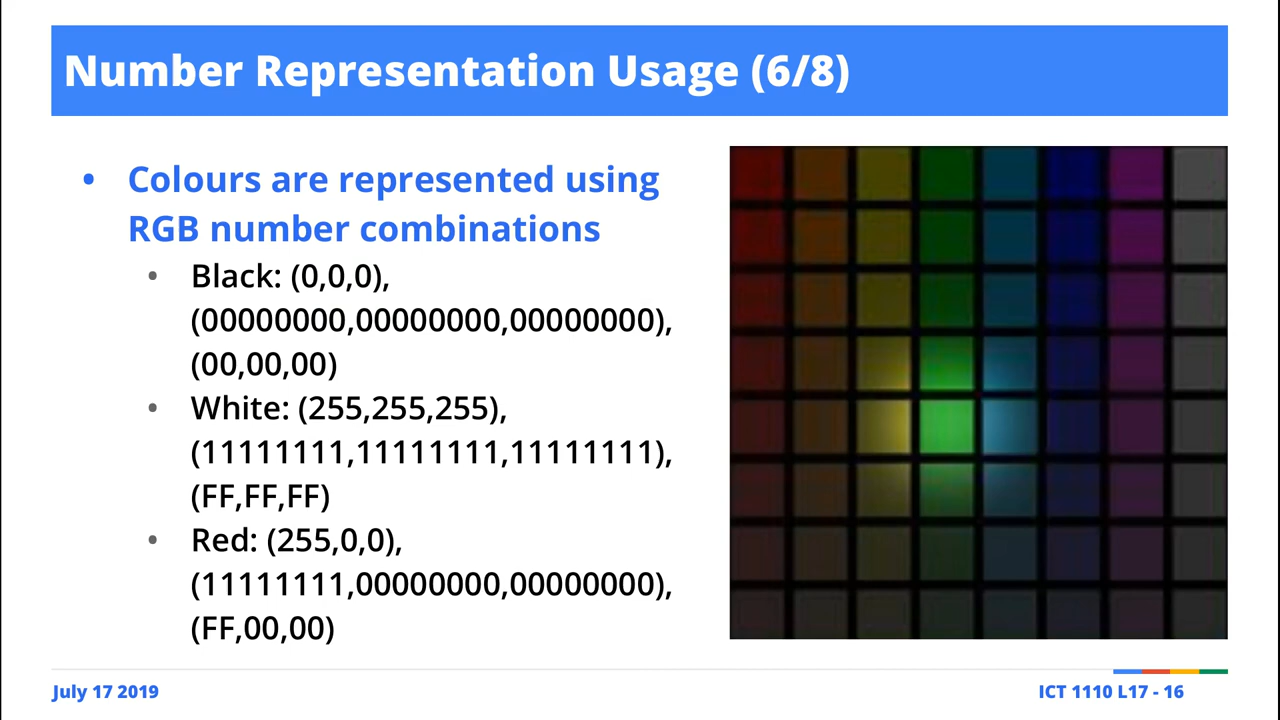 Number Representation Usage (6/8)
• Colours are represented using
RGB number combinations
• Black: (0,0,0),
(00000000,00000000,00000000),
(00,00,00)
• White: (255,255,255),
(11111111,11111111,11111111),
(FF,FF,FF)
• Red: (255,0,0),
(11111111,00000000,00000000),
(FF,00,00)
July 17 2019
ICT 1110 L17 - 16